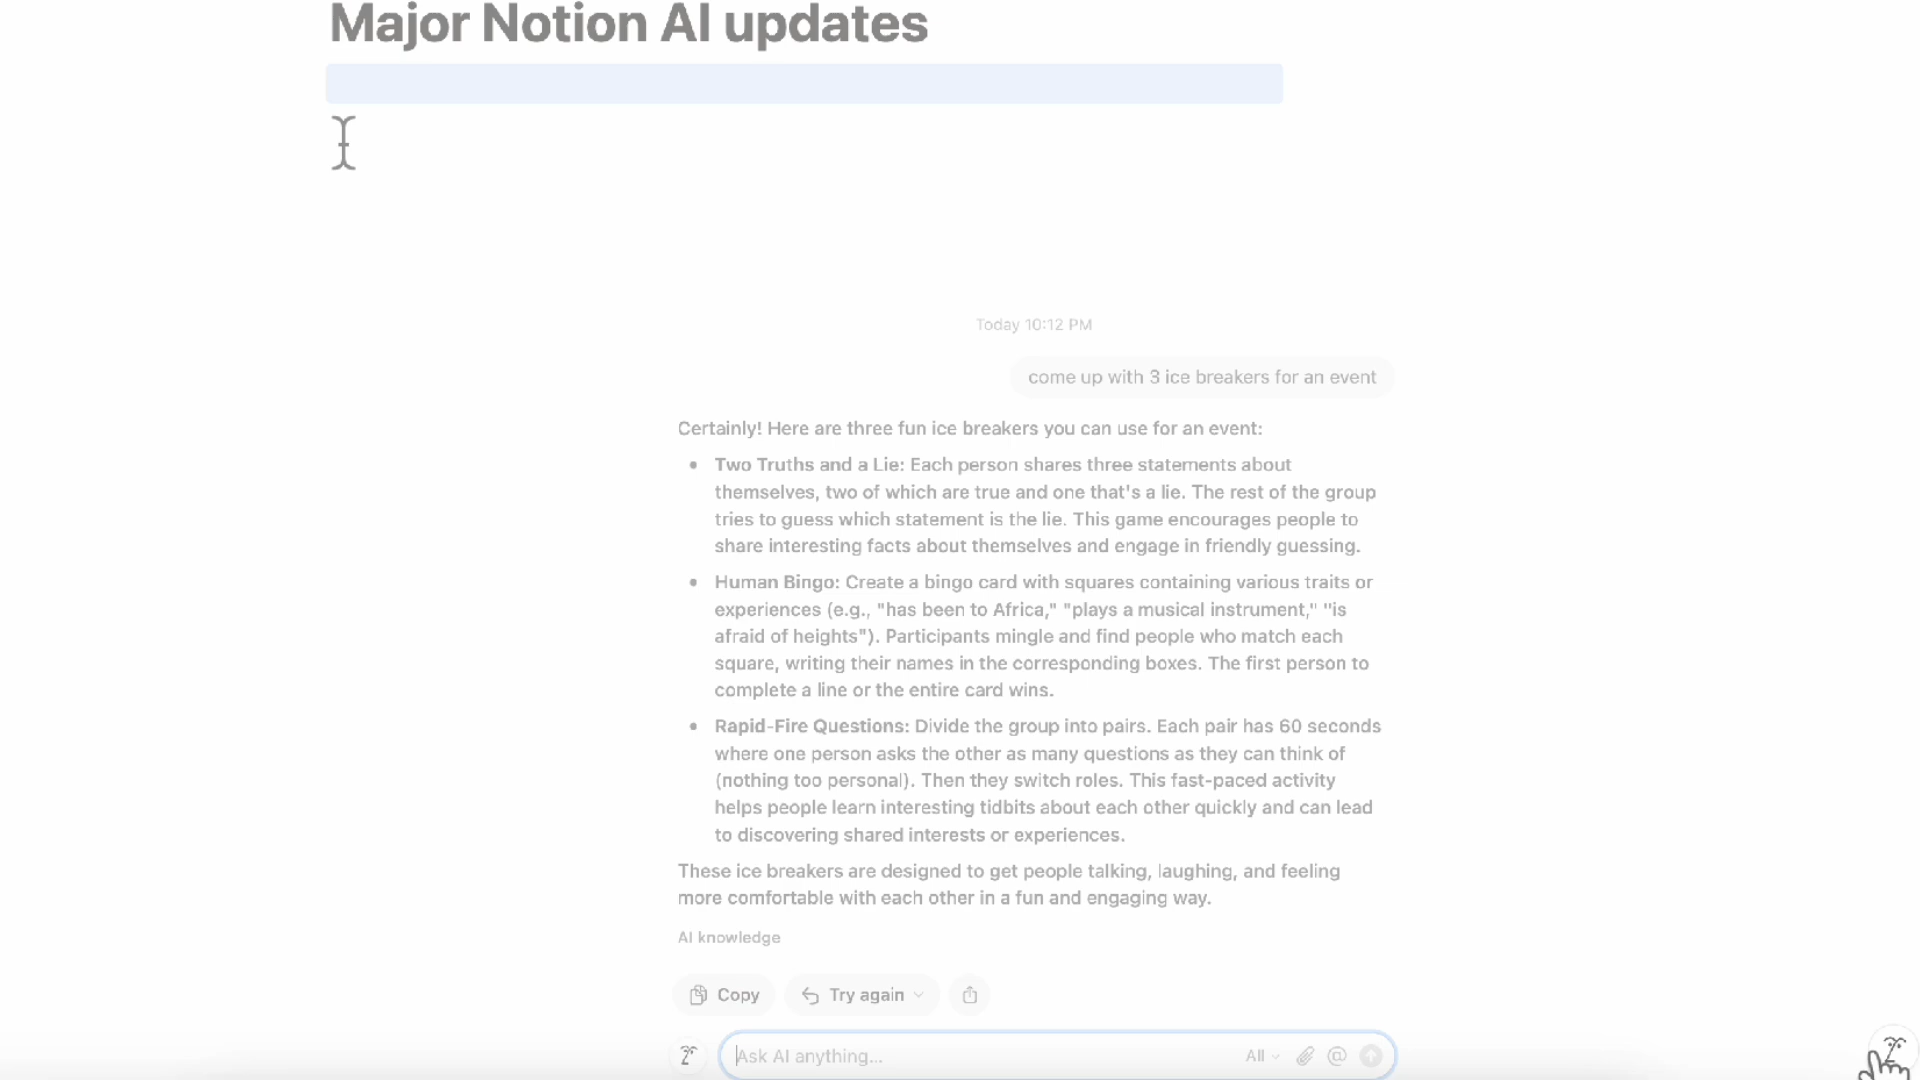 Major Notion AI updates
Today 10:12 PM
come up with 3 ice breakers for an event
Certainly! Here are three fun ice breakers you can use for an event:
• Two Truths and a Lie: Each person shares three statements about
themselves, two of which are true and one that's a lie. The rest of the group
tries to guess which statement is the lie. This game encourages people to
share interesting facts about themselves and engage in friendly guessing.
• Human Bingo: Create a bingo card with squares containing various traits or
experiences (e.g., "has been to Africa," "plays a musical instrument," "is
afraid of heights"). Participants mingle and find people who match each
square, writing their names in the corresponding boxes. The first person to
complete a line or the entire card wins.
• Rapid-Fire Questions: Divide the group into pairs. Each pair has 60 seconds
where one person asks the other as many questions as they can think of
(nothing too personal). Then they switch roles. This fast-paced activity
helps people learn interesting tidbits about each other quickly and can lead
to discovering shared interests or experiences.
These ice breakers are designed to get people talking, laughing, and feeling
more comfortable with each other in a fun and engaging way.
AI knowledge
Copy Try again
Ask AI anything... All @